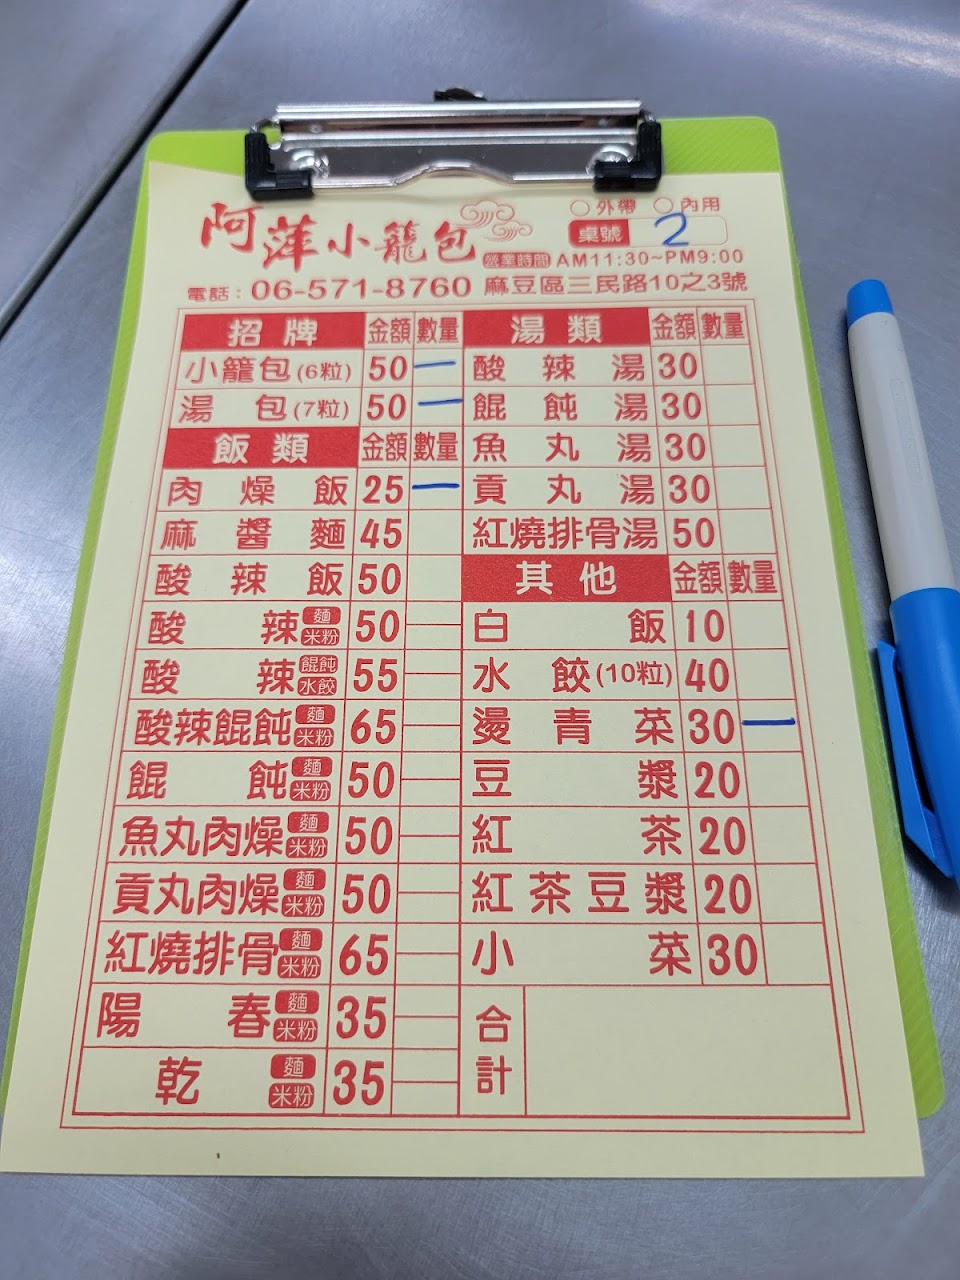 阿萍小籠包
○外帶 ○內用
桌號 2
營業時間 AM11:30~PM9:00
電話：06-571-8760 麻豆區三民路10之3號
招牌 金額 數量
小籠包(6粒) 50 一
湯包(7粒) 50 一
飯類 金額 數量
肉燥飯 25 一
麻醬麵 45
酸辣飯 50
酸辣 麵 米粉 50
酸辣 餛飩 水餃 55
酸辣餛飩 麵 米粉 65
餛飩 麵 米粉 50
魚丸肉燥 麵 米粉 50
貢丸肉燥 麵 米粉 50
紅燒排骨 麵 米粉 65
陽春 麵 米粉 35
乾 麵 米粉 35
湯類 金額 數量
酸辣湯 30
餛飩湯 30
魚丸湯 30
貢丸湯 30
紅燒排骨湯 50
其他 金額 數量
白飯 10
水餃(10粒) 40
燙青菜 30 一
豆漿 20
紅茶 20
紅茶豆漿 20
小菜 30
合計